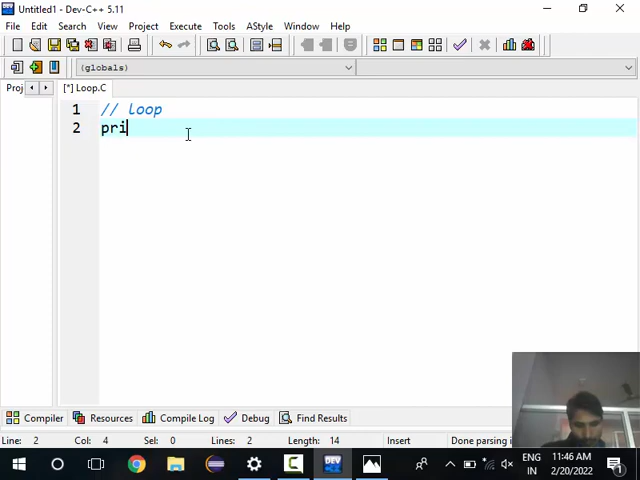 Untitled1 - Dev-C++ 5.11
File Edit Search View Project Execute Tools AStyle Window Help
(globals)
Proj
[*] Loop.C
1 // loop
2 pri
Compiler Resources Compile Log Debug Find Results
Line: 2 Col: 4 Sel: 0 Lines: 2 Length: 14 Insert Done parsing i
DEV
ENG
IN
11:46 AM
2/20/2022
1